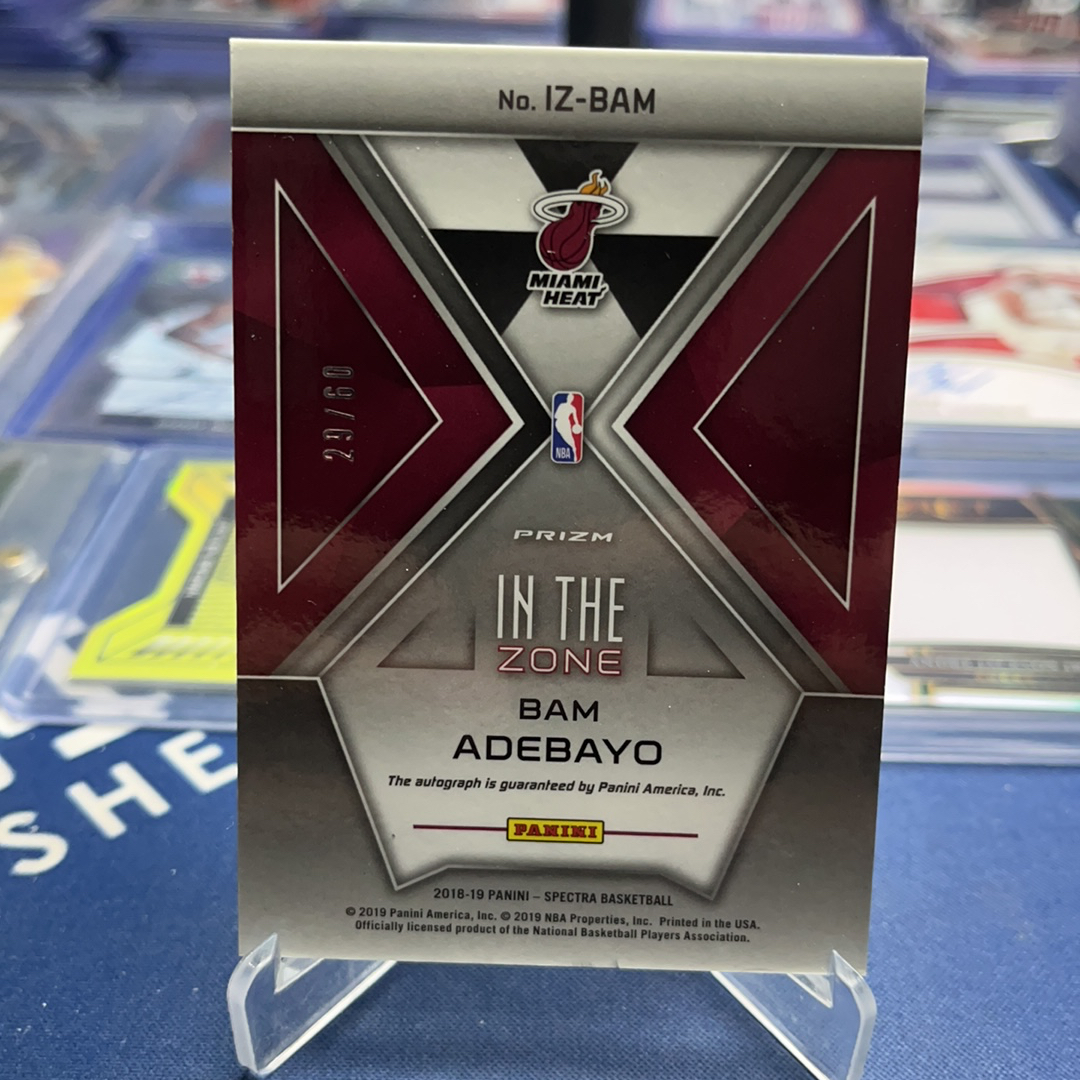 No. IZ-BAM
MIAMI
HEAT
29/60
NBA
PRIZM
IN THE
ZONE
BAM
ADEBAYO
The autograph is guaranteed by Panini America, Inc.
PANINI
2018-19 PANINI – SPECTRA BASKETBALL
© 2019 Panini America, Inc. © 2019 NBA Properties, Inc. Printed in the USA.
Officially licensed product of the National Basketball Players Association.
SHE